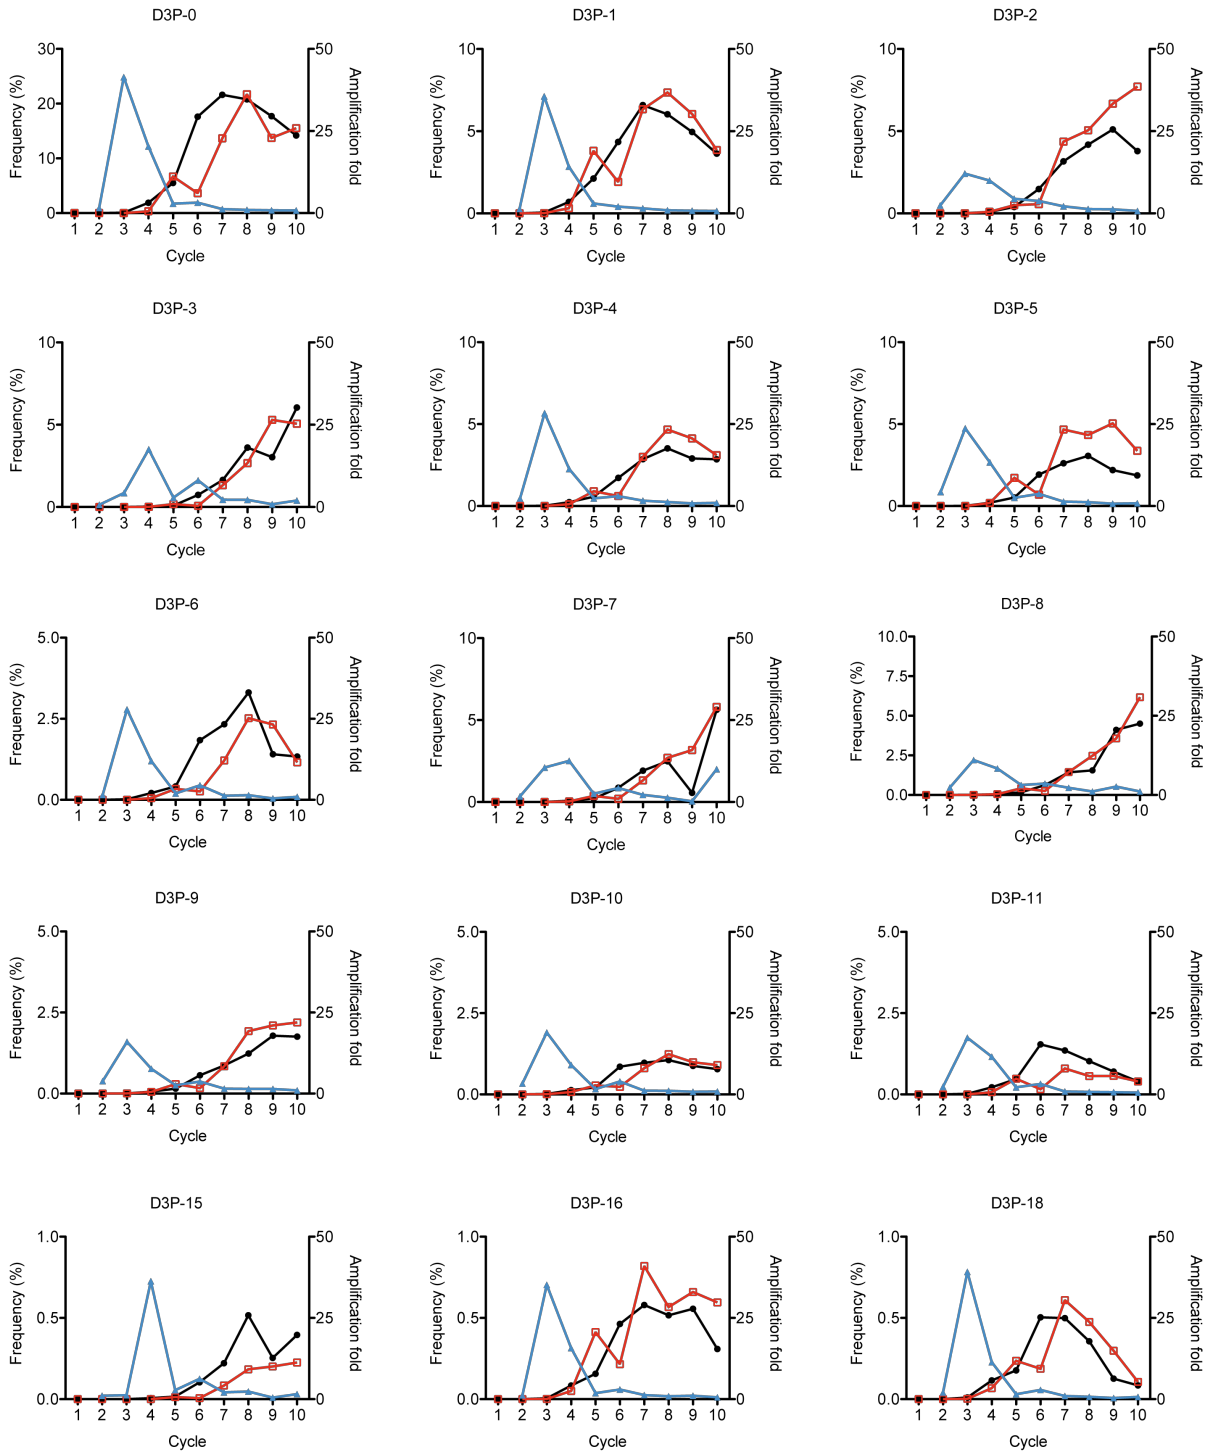 D3P-0 D3P-1 D3P-2
30 50 10 50 10 50
Frequency (%) Amplification fold Frequency (%) Amplification fold Frequency (%) Amplification fold
20 25 5 25 5 25
10
0 0 0 0 0 0
1 2 3 4 5 6 7 8 9 10 1 2 3 4 5 6 7 8 9 10 1 2 3 4 5 6 7 8 9 10
Cycle Cycle Cycle
D3P-3 D3P-4 D3P-5
10 50 10 50 10 50
Frequency (%) Amplification fold Frequency (%) Amplification fold Frequency (%) Amplification fold
5 25 5 25 5 25
0 0 0 0 0 0
1 2 3 4 5 6 7 8 9 10 1 2 3 4 5 6 7 8 9 10 1 2 3 4 5 6 7 8 9 10
Cycle Cycle Cycle
D3P-6 D3P-7 D3P-8
5.0 50 10 50 10.0 50
Frequency (%) Amplification fold Frequency (%) Amplification fold Frequency (%) Amplification fold
7.5
2.5 25 5 25 5.0 25
2.5
0.0 0 0 0 0.0 0
1 2 3 4 5 6 7 8 9 10 1 2 3 4 5 6 7 8 9 10 1 2 3 4 5 6 7 8 9 10
Cycle Cycle Cycle
D3P-9 D3P-10 D3P-11
5.0 50 5.0 50 5.0 50
Frequency (%) Amplification fold Frequency (%) Amplification fold Frequency (%) Amplification fold
2.5 25 2.5 25 2.5 25
0.0 0 0.0 0 0.0 0
1 2 3 4 5 6 7 8 9 10 1 2 3 4 5 6 7 8 9 10 1 2 3 4 5 6 7 8 9 10
Cycle Cycle Cycle
D3P-15 D3P-16 D3P-18
1.0 50 1.0 50 1.0 50
Frequency (%) Amplification fold Frequency (%) Amplification fold Frequency (%) Amplification fold
0.5 25 0.5 25 0.5 25
0.0 0 0.0 0 0.0 0
1 2 3 4 5 6 7 8 9 10 1 2 3 4 5 6 7 8 9 10 1 2 3 4 5 6 7 8 9 10
Cycle Cycle Cycle